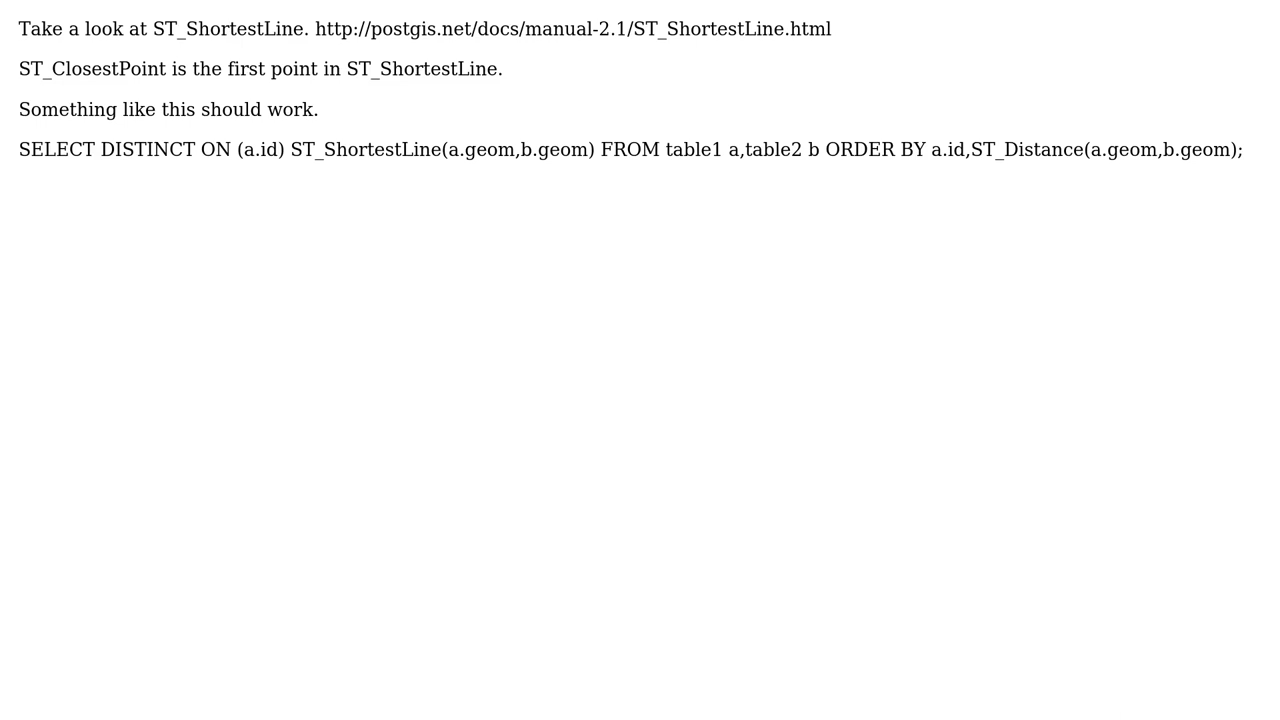 Take a look at ST_ShortestLine. http://postgis.net/docs/manual-2.1/ST_ShortestLine.html
ST_ClosestPoint is the first point in ST_ShortestLine.
Something like this should work.
SELECT DISTINCT ON (a.id) ST_ShortestLine(a.geom,b.geom) FROM table1 a,table2 b ORDER BY a.id,ST_Distance(a.geom,b.geom);